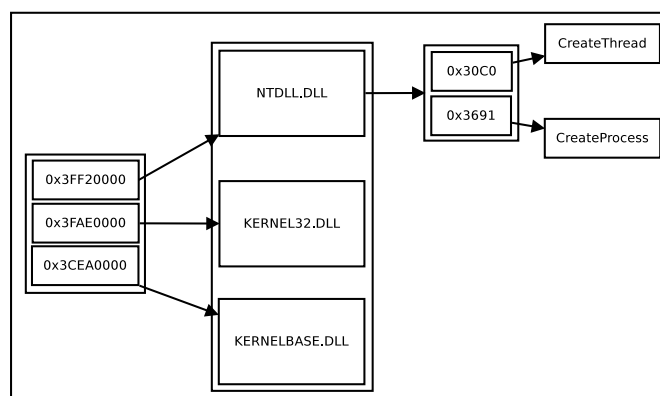 0x3FF20000
0x3FAE0000
0x3CEA0000
NTDLL.DLL
KERNEL32.DLL
KERNELBASE.DLL
0x30C0
0x3691
CreateThread
CreateProcess